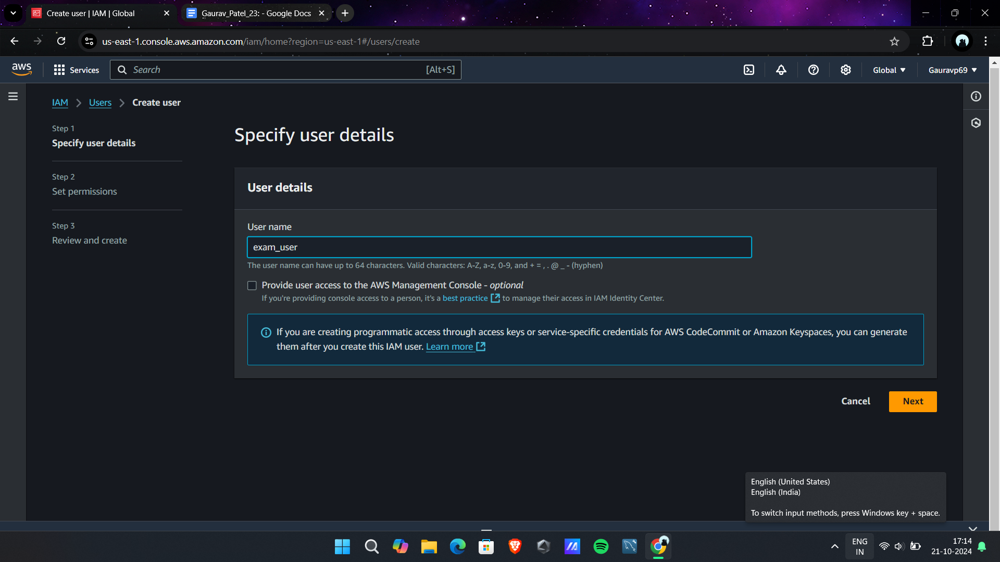 Create user | IAM | Global
Gaurav_Patel_23: - Google Docs
us-east-1.console.aws.amazon.com/iam/home?region=us-east-1#/users/create
aws
Services
Search
[Alt+S]
Global
Gauravp69
IAM
Users
Create user
Step 1
Specify user details
Step 2
Set permissions
Step 3
Review and create
Specify user details
User details
User name
exam_user
The user name can have up to 64 characters. Valid characters: A-Z, a-z, 0-9, and + = , . @ _ - (hyphen)
Provide user access to the AWS Management Console - optional
If you're providing console access to a person, it's a best practice to manage their access in IAM Identity Center.
If you are creating programmatic access through access keys or service-specific credentials for AWS CodeCommit or Amazon Keyspaces, you can generate
them after you create this IAM user. Learn more
Cancel
Next
English (United States)
English (India)
To switch input methods, press Windows key + space.
ENG
IN
17:14
21-10-2024